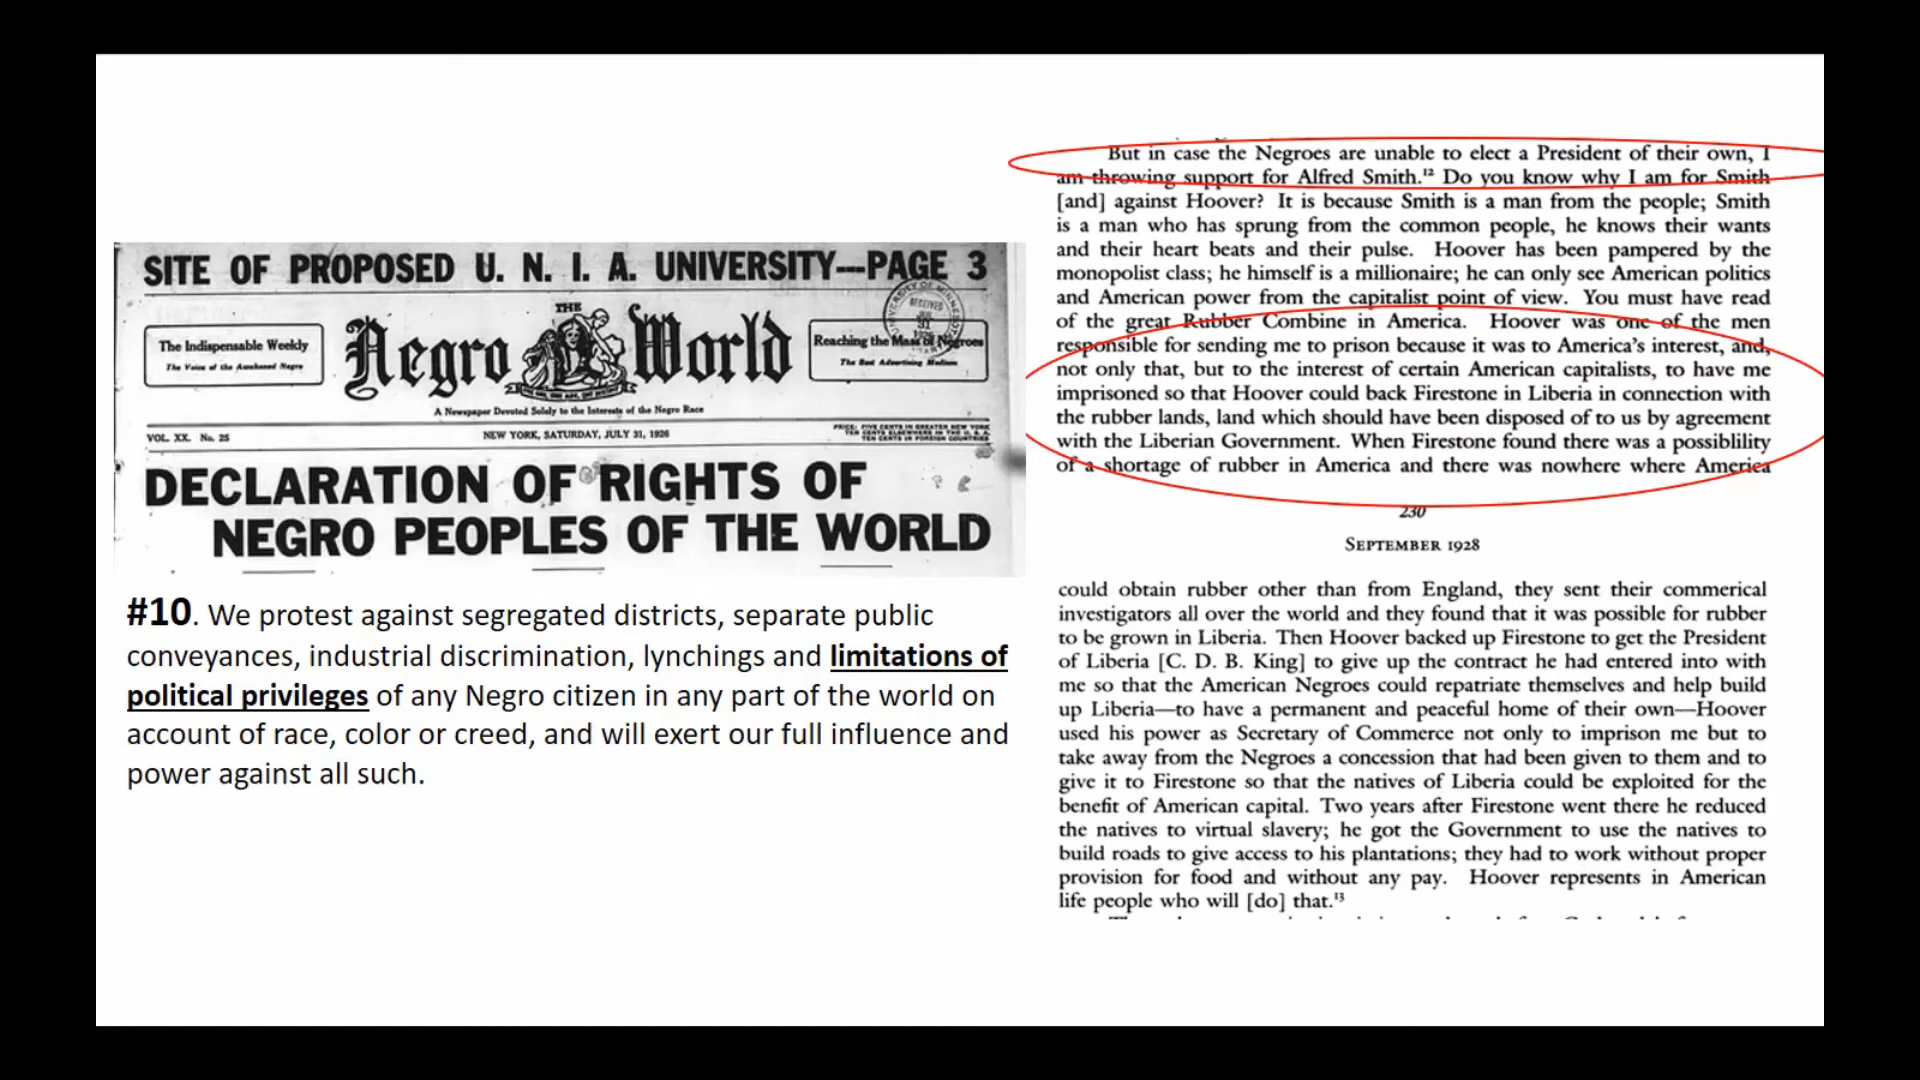 SITE OF PROPOSED U. N. I. A. UNIVERSITY—PAGE 3
The Indispensable Weekly
The Voice of the Awakened Negro
THE
Negro World
Reaching the Mass of Negroes
The Best Advertising Medium
RECEIVED
JUL
31
1926
A Newspaper Devoted Solely to the Interests of the Negro Race
VOL. XX. No. 25
NEW YORK, SATURDAY, JULY 31, 1926
PRICE: FIVE CENTS IN GREATER NEW YORK
TEN CENTS ELSEWHERE IN THE U. S. A.
TEN CENTS IN FOREIGN COUNTRIES
DECLARATION OF RIGHTS OF
NEGRO PEOPLES OF THE WORLD
#10. We protest against segregated districts, separate public
conveyances, industrial discrimination, lynchings and limitations of
political privileges of any Negro citizen in any part of the world on
account of race, color or creed, and will exert our full influence and
power against all such.
But in case the Negroes are unable to elect a President of their own, I
am throwing support for Alfred Smith.¹² Do you know why I am for Smith
[and] against Hoover? It is because Smith is a man from the people; Smith
is a man who has sprung from the common people, he knows their wants
and their heart beats and their pulse. Hoover has been pampered by the
monopolist class; he himself is a millionaire; he can only see American politics
and American power from the capitalist point of view. You must have read
of the great Rubber Combine in America. Hoover was one of the men
responsible for sending me to prison because it was to America's interest, and,
not only that, but to the interest of certain American capitalists, to have me
imprisoned so that Hoover could back Firestone in Liberia in connection with
the rubber lands, land which should have been disposed of to us by agreement
with the Liberian Government. When Firestone found there was a possiblility
of a shortage of rubber in America and there was nowhere where America
230
SEPTEMBER 1928
could obtain rubber other than from England, they sent their commerical
investigators all over the world and they found that it was possible for rubber
to be grown in Liberia. Then Hoover backed up Firestone to get the President
of Liberia [C. D. B. King] to give up the contract he had entered into with
me so that the American Negroes could repatriate themselves and help build
up Liberia—to have a permanent and peaceful home of their own—Hoover
used his power as Secretary of Commerce not only to imprison me but to
take away from the Negroes a concession that had been given to them and to
give it to Firestone so that the natives of Liberia could be exploited for the
benefit of American capital. Two years after Firestone went there he reduced
the natives to virtual slavery; he got the Government to use the natives to
build roads to give access to his plantations; they had to work without proper
provision for food and without any pay. Hoover represents in American
life people who will [do] that.¹³